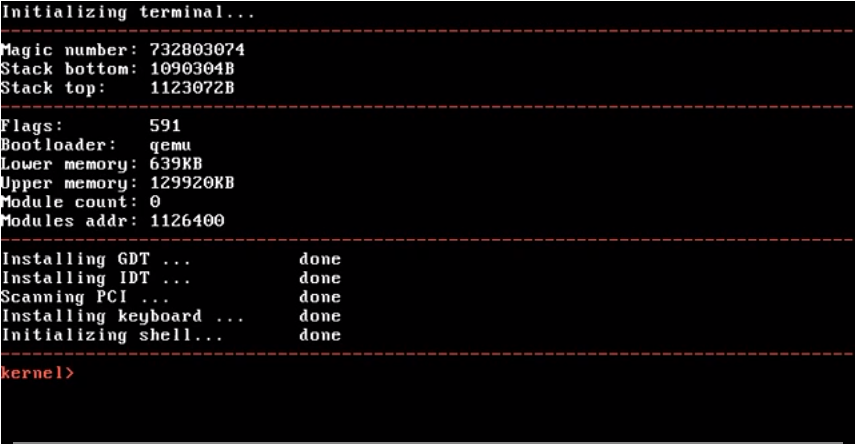 Initializing terminal...
Magic number: 732803074
Stack bottom: 1090304B
Stack top: 1123072B
Flags: 591
Bootloader: qemu
Lower memory: 639KB
Upper memory: 129920KB
Module count: 0
Modules addr: 1126400
Installing GDT ... done
Installing IDT ... done
Scanning PCI ... done
Installing keyboard ... done
Initializing shell... done
kernel>